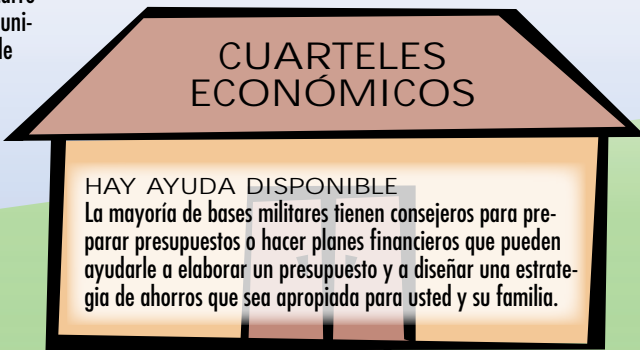 uni-
CUARTELES
ECONÓMICOS
HAY AYUDA DISPONIBLE
La mayoría de bases militares tienen consejeros para pre-
parar presupuestos o hacer planes financieros que pueden
ayudarle a elaborar un presupuesto y a diseñar una estrate-
gia de ahorros que sea apropiada para usted y su familia.